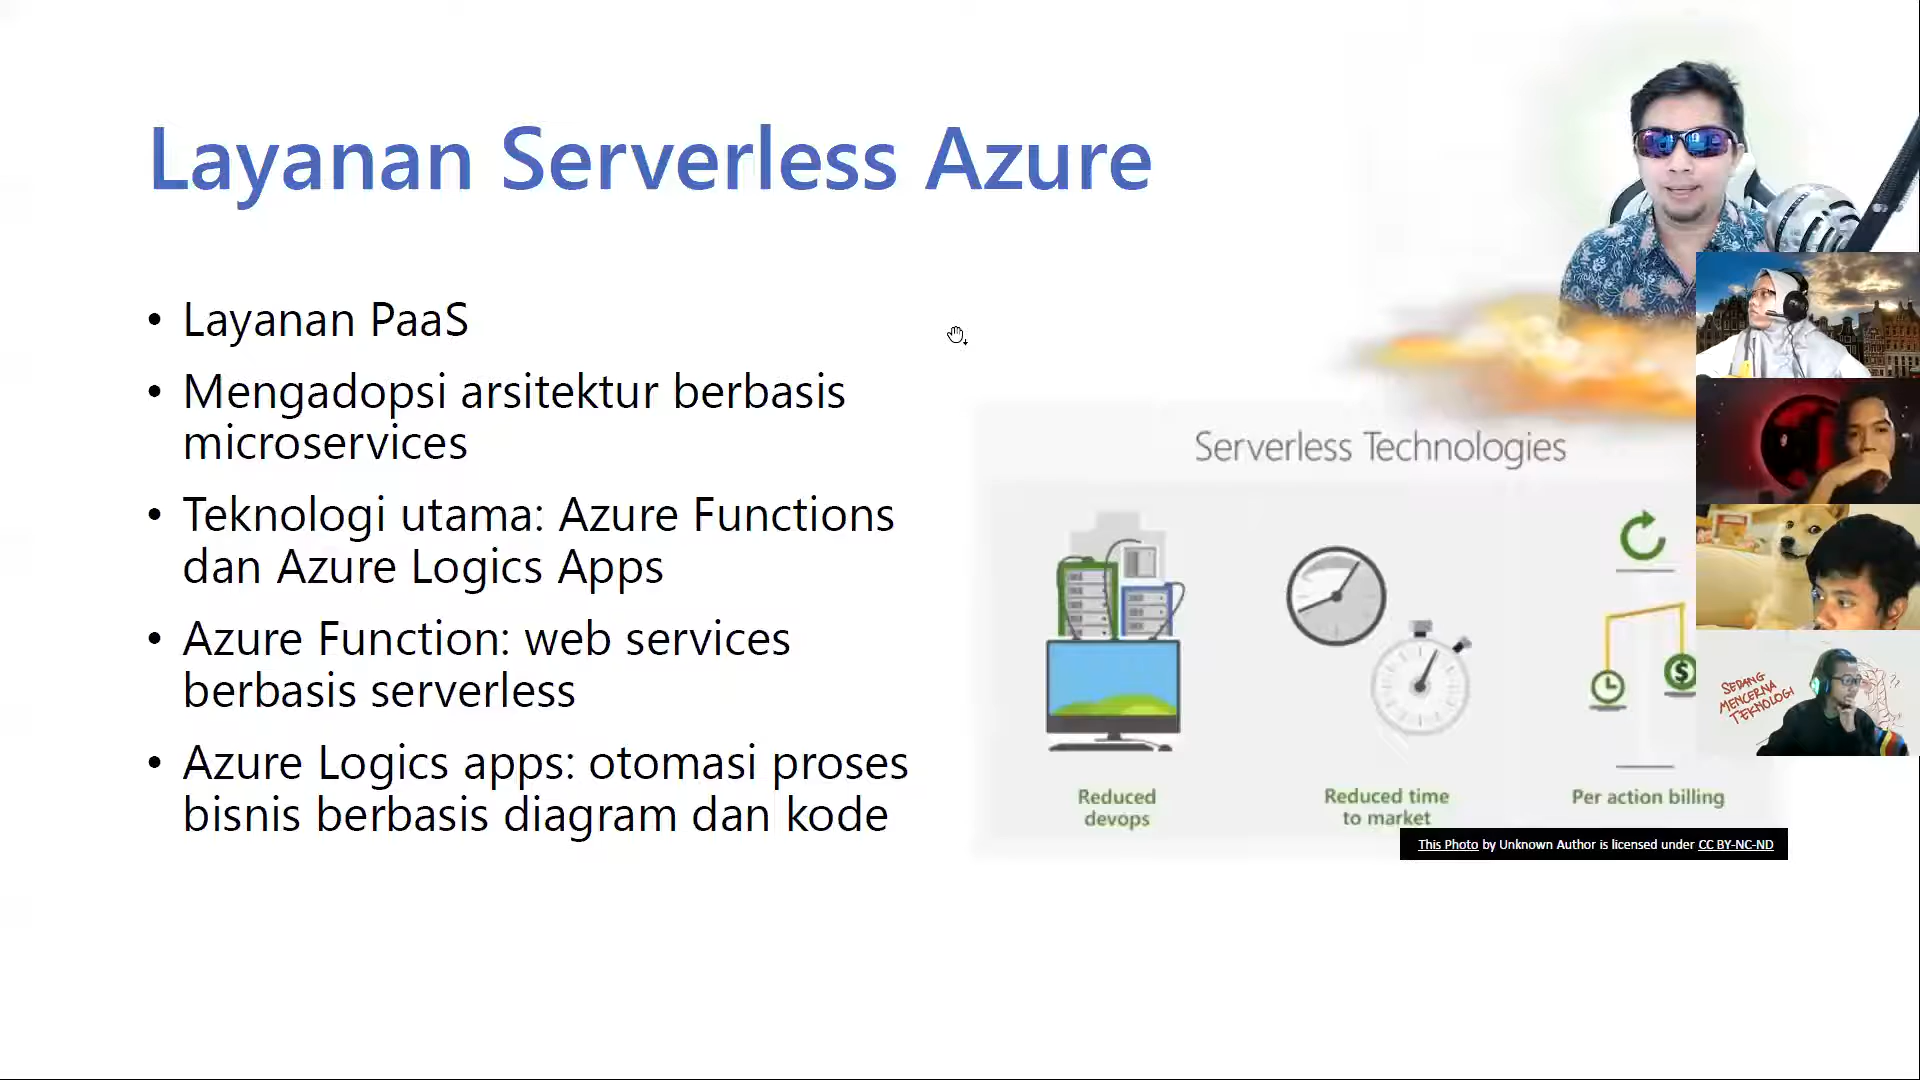 Layanan Serverless Azure
• Layanan PaaS
• Mengadopsi arsitektur berbasis
microservices
• Teknologi utama: Azure Functions
dan Azure Logics Apps
• Azure Function: web services
berbasis serverless
• Azure Logics apps: otomasi proses
bisnis berbasis diagram dan kode
Serverless Technologies
$
Reduced
devops
Reduced time
to market
Per action billing
This Photo by Unknown Author is licensed under CC BY-NC-ND
SEDANG
MENCERNA
TEKNOLOGI
??